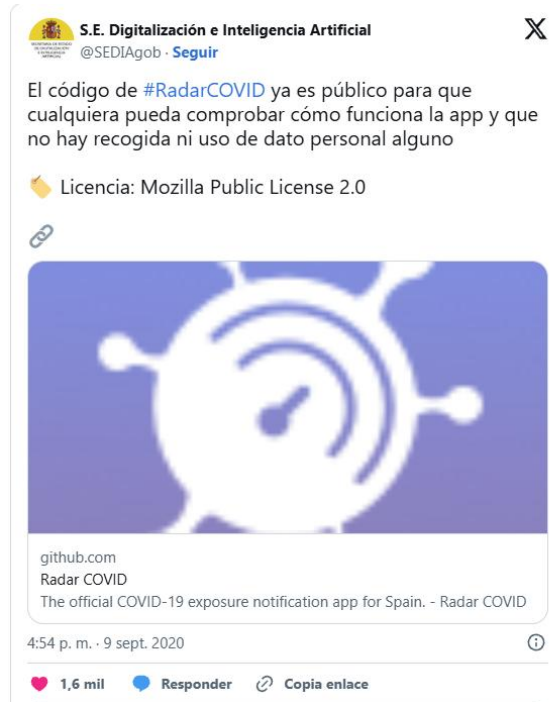 S.E. Digitalización e Inteligencia Artificial
@SEDIAgob · Seguir
El código de #RadarCOVID ya es público para que
cualquiera pueda comprobar cómo funciona la app y que
no hay recogida ni uso de dato personal alguno
Licencia: Mozilla Public License 2.0
github.com
Radar COVID
The official COVID-19 exposure notification app for Spain. - Radar COVID
4:54 p. m. · 9 sept. 2020
1,6 mil Responder Copia enlace